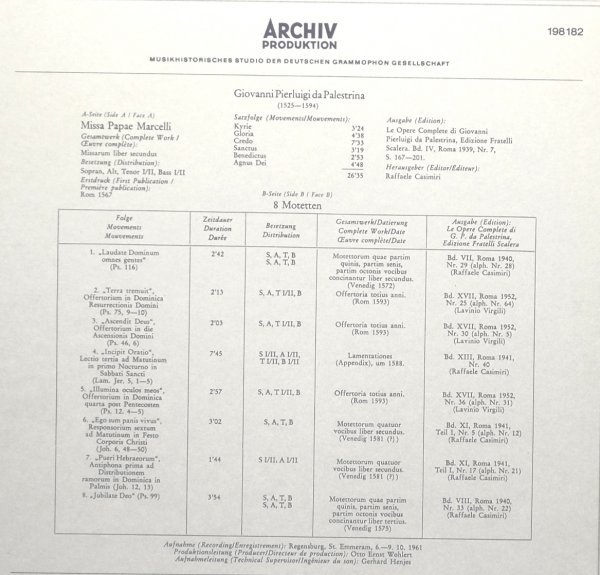 ARCHIV
PRODUKTION
198 182
MUSIKHISTORISCHES STUDIO DER DEUTSCHEN GRAMMOPHON GESELLSCHAFT
Giovanni Pierluigi da Palestrina
(1525—1594)
A-Seite (Side A / Face A)
Missa Papae Marcelli
Gesamtwerk (Complete Work /
Œuvre complète):
Missarum liber secundus
Besetzung (Distribution):
Sopran, Alt, Tenor I/II, Bass I/II
Erstdruck (First Publication /
Première publication):
Rom 1567
Satzfolge (Movements/Mouvements):
Kyrie 3'24
Gloria 4'38
Credo 7'33
Sanctus 3'19
Benedictus 2'53
Agnus Dei 4'48
26'35
Ausgabe (Edition):
Le Opere Complete di Giovanni
Pierluigi da Palestrina, Edizione Fratelli
Scalera. Bd. IV, Roma 1939, Nr. 7,
S. 167—201.
Herausgeber (Editor/Editeur):
Raffaele Casimiri
B-Seite (Side B / Face B)
8 Motetten
Folge
Movements
Mouvements
Zeitdauer
Duration
Durée
Besetzung
Distribution
Gesamtwerk/Datierung
Complete Work/Date
Œuvre complète/Date
Ausgabe (Edition):
Le Opere Complete di
G. P. da Palestrina,
Edizione Fratelli Scalera
1. „Laudate Dominum
omnes gentes"
(Ps. 116)
2'42
S, A, T, B
S, A, T, B
Motettorum quae partim
quinis, partim senis,
partim octonis vocibus
concinantur liber secundus.
(Venedig 1572)
Bd. VII, Roma 1940,
Nr. 29 (alph. Nr. 28)
(Raffaele Casimiri)
2. „Terra tremuit",
Offertorium in Dominica
Resurrectionis Domini
(Ps. 75, 9—10)
2'15
S, A, T I/II, B
Offertoria totius anni.
(Rom 1593)
Bd. XVII, Roma 1952,
Nr. 25 (alph. Nr. 64)
(Lavinio Virgili)
3. „Ascendit Deus",
Offertorium in die
Ascensionis Domini
(Ps. 46, 6)
2'05
S, A, T I/II, B
Offertoria totius anni.
(Rom 1593)
Bd. XVII, Roma 1952,
Nr. 30 (alph. Nr. 5)
(Lavinio Virgili)
4. „Incipit Oratio",
Lectio tertia ad Matutinum
in primo Nocturno in
Sabbati Sancti
(Lam. Jer. 5, 1—5)
7'45
S I/II, A I/II,
T I/II, B I/II
Lamentationes
(Appendix), um 1588.
Bd. XIII, Roma 1941,
Nr. 40
(Raffaele Casimiri)
5. „Illumina oculos meos",
Offertorium in Dominica
quarta post Pentecosten
(Ps. 12, 4—5)
2'57
S, A, T I/II, B
Offertoria totius anni.
(Rom 1593)
Bd. XVII, Roma 1952,
Nr. 36 (alph. Nr. 31)
(Lavinio Virgili)
6. „Ego sum panis vivus",
Responsorium sextum
ad Matutinum in Festo
Corporis Christi
(Joh. 6, 48—50)
3'02
S, A, T, B
Motettorum quatuor
vocibus liber secundus.
(Venedig 1581 (?) )
Bd. XI, Roma 1941,
Teil I, Nr. 5 (alph. Nr. 12)
(Raffaele Casimiri)
7. „Pueri Hebraeorum",
Antiphona prima ad
Distributionem
ramorum in Dominica in
Palmis (Joh. 12, 13)
1'44
S I/II, A I/II
Motettorum quatuor
vocibus liber secundus.
(Venedig 1581 (?) )
Bd. XI, Roma 1941,
Teil I, Nr. 17 (alph. Nr. 21)
(Raffaele Casimiri)
8. „Jubilate Deo" (Ps. 99)
3'54
S, A, T, B
S, A, T, B
Motettorum quae partim
quinis, partim senis,
partim octonis vocibus
concinantur liber tertius.
(Venedig 1575)
Bd. VIII, Roma 1940,
Nr. 33 (alph. Nr. 22)
(Raffaele Casimiri)
Aufnahme (Recording/Enregistrement): Regensburg, St. Emmeram, 6.—9. 10. 1961
Produktionsleitung (Producer/Directeur de production): Otto Ernst Wohlert
Aufnahmeleitung (Technical Supervisor/Ingénieur du son): Gerhard Henjes